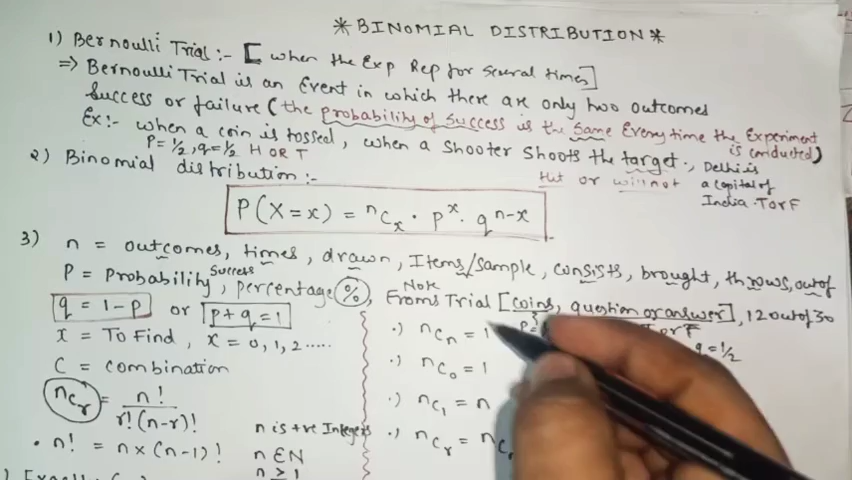 *BINOMIAL DISTRIBUTION*
1) Bernoulli Trial :- [when the Exp Rep for several times]
⇒ Bernoulli Trial is an Event in which there are only two outcomes
Success or failure (the probability of success is the same Every time the Experiment
is conducted)
Ex:- when a coin is tossed, when a shooter shoots the target., Delhi is
P=1/2, q=1/2 H OR T
Hit or will not
a capital of
India. T or F
2) Binomial distribution :-
P(X=x) = ⁿCₓ · pˣ · qⁿ⁻ˣ
3) n = outcomes, times, drawn, Items/sample, consists, brought, throws, out of
P = Probability, percentage %,
Success
Note
Trial [coins, question or answer], 12 out of 30
q = 1-p or p+q=1
T or F
q = 1/2
x = To Find, x = 0, 1, 2.....
C = combination
nCr = n! / r!(n-r)!
• n! = n×(n-1)!
n is +ve Integers
n ∈ N
n ≥ 1
·) nCn = 1
·) nC0 = 1
·) nC1 = n
·) nCr = nC